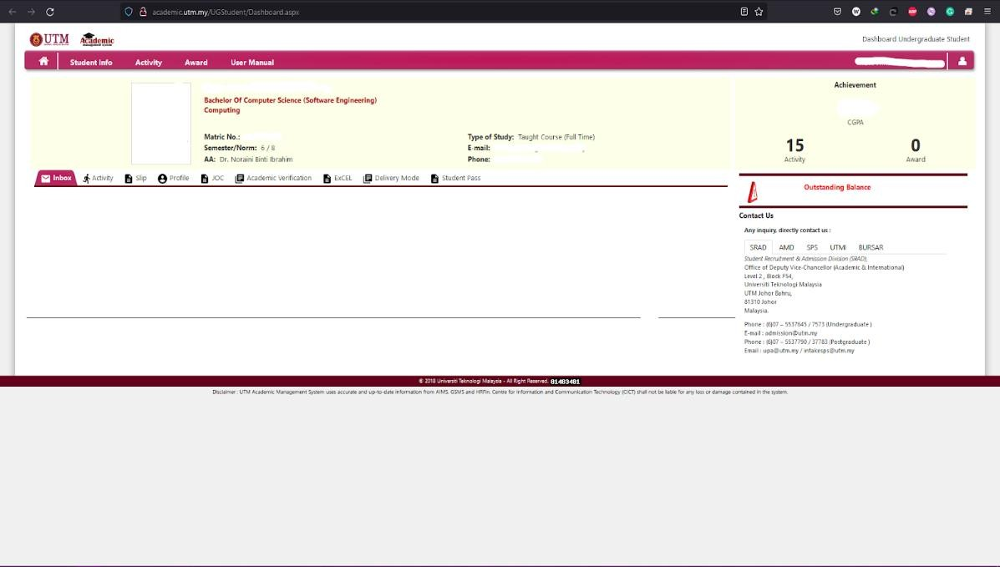 academic.utm.my/UGStudent/Dashboard.aspx
UTM Academic
Dashboard Undergraduate Student
Student Info Activity Award User Manual
Achievement
Bachelor Of Computer Science (Software Engineering)
Computing
CGPA
Matric No.:
Type of Study: Taught Course (Full Time)
Semester/Norm: 6 / 8
E-mail:
AA: Dr. Noraini Binti Ibrahim
Phone:
15 0
Activity Award
Inbox Activity Slip Profile JOC Academic Verification ExCEL Delivery Mode Student Pass
Outstanding Balance
Contact Us
Any inquiry, directly contact us :
SRAD AMD SPS UTMI BURSAR
Student Recruitment & Admission Division (SRAD),
Office of Deputy Vice-Chancellor (Academic & International)
Level 2 , Block F54,
Universiti Teknologi Malaysia
UTM Johor Bahru,
81310 Johor
Malaysia.
Phone : (6)07 – 5537645 / 7573 (Undergraduate )
E-mail : admission@utm.my
Phone : (6)07 – 5537790 / 37783 (Postgraduate )
Email : upa@utm.my / intakesps@utm.my
© 2018 Universiti Teknologi Malaysia - All Right Reserved. 81483481
Disclaimer : UTM Academic Management System uses accurate and up-to-date information from AIMS, GSMS and HRFin. Centre for Information and Communication Technology (CICT) shall not be liable for any loss or damage contained in the system.